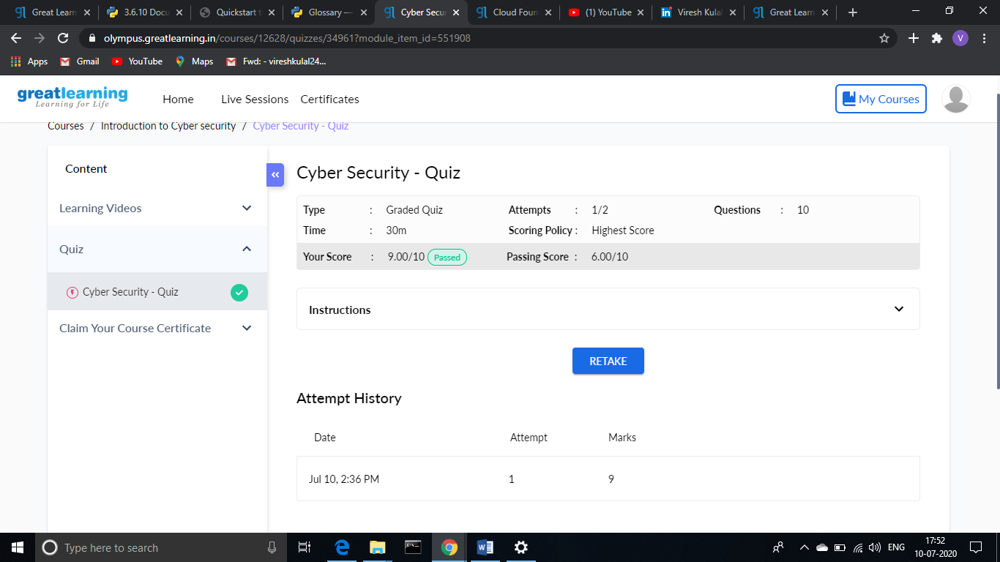 Great Learn
3.6.10 Docu
Quickstart t
Glossary —
Cyber Secu
Cloud Foun
(1) YouTube
Viresh Kula
Great Learn
olympus.greatlearning.in/courses/12628/quizzes/34961?module_item_id=551908
V
Apps Gmail YouTube Maps Fwd: - vireshkulal24...
greatlearning
Learning for Life
Home Live Sessions Certificates
My Courses
Courses / Introduction to Cyber security / Cyber Security - Quiz
Content
Learning Videos
Quiz
Cyber Security - Quiz
Claim Your Course Certificate
«
Cyber Security - Quiz
Type : Graded Quiz Attempts : 1/2 Questions : 10
Time : 30m Scoring Policy : Highest Score
Your Score : 9.00/10 Passed Passing Score : 6.00/10
Instructions
RETAKE
Attempt History
Date Attempt Marks
Jul 10, 2:36 PM 1 9
Type here to search
ENG
17:52
10-07-2020